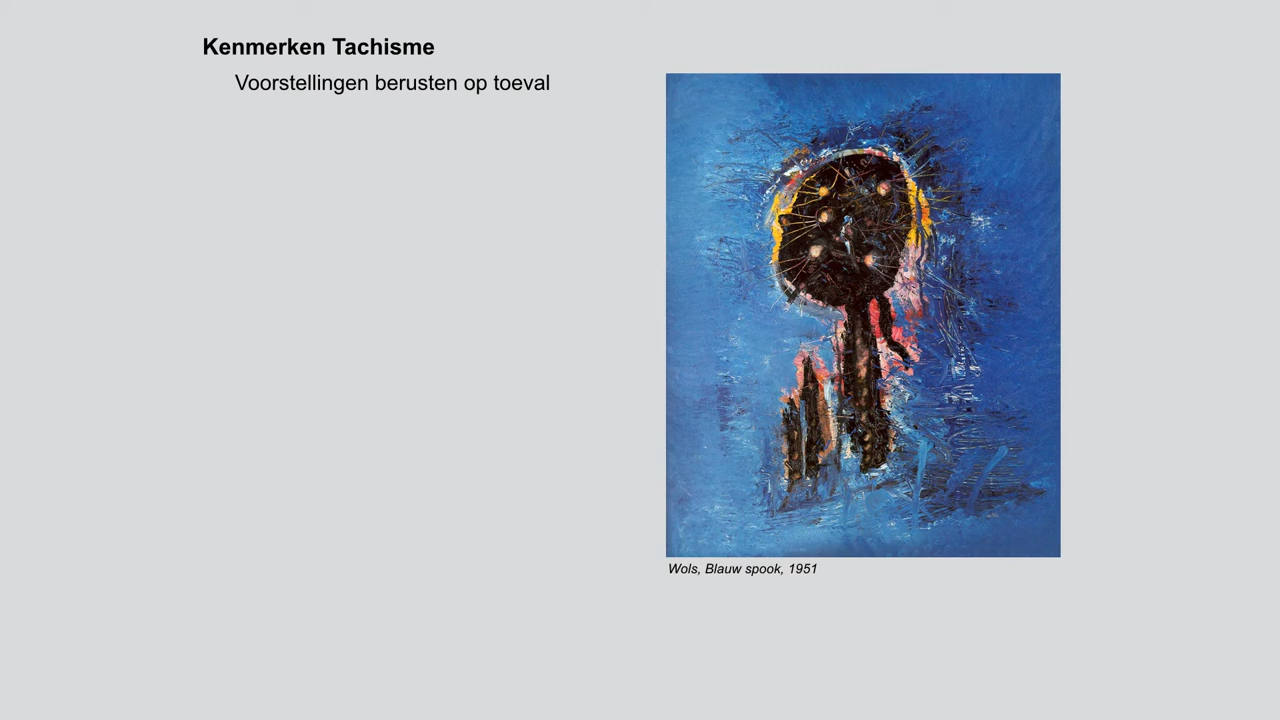 Kenmerken Tachisme
Voorstellingen berusten op toeval
Wols, Blauw spook, 1951